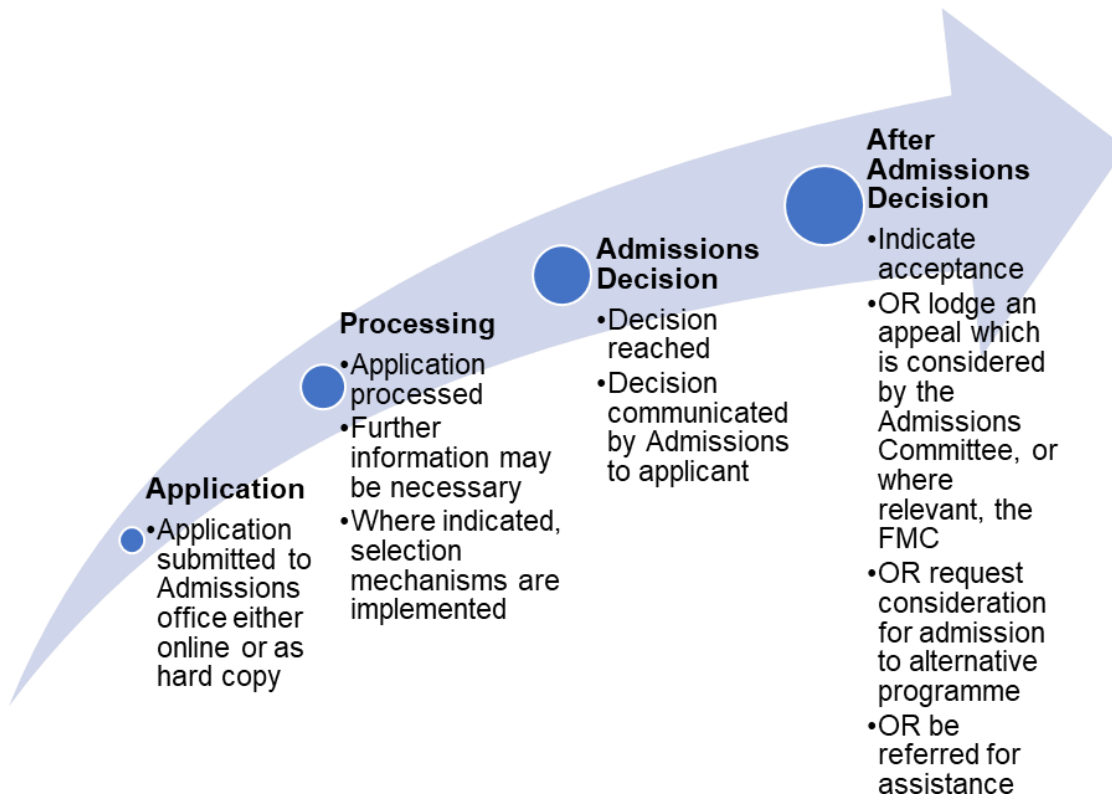 Application
•Application
submitted to
Admissions
office either
online or as
hard copy
Processing
•Application
processed
•Further
information may
be necessary
•Where indicated,
selection
mechanisms are
implemented
Admissions
Decision
•Decision
reached
•Decision
communicated
by Admissions
to applicant
After
Admissions
Decision
•Indicate
acceptance
•OR lodge an
appeal which
is considered
by the
Admissions
Committee, or
where
relevant, the
FMC
•OR request
consideration
for admission
to alternative
programme
•OR be
referred for
assistance